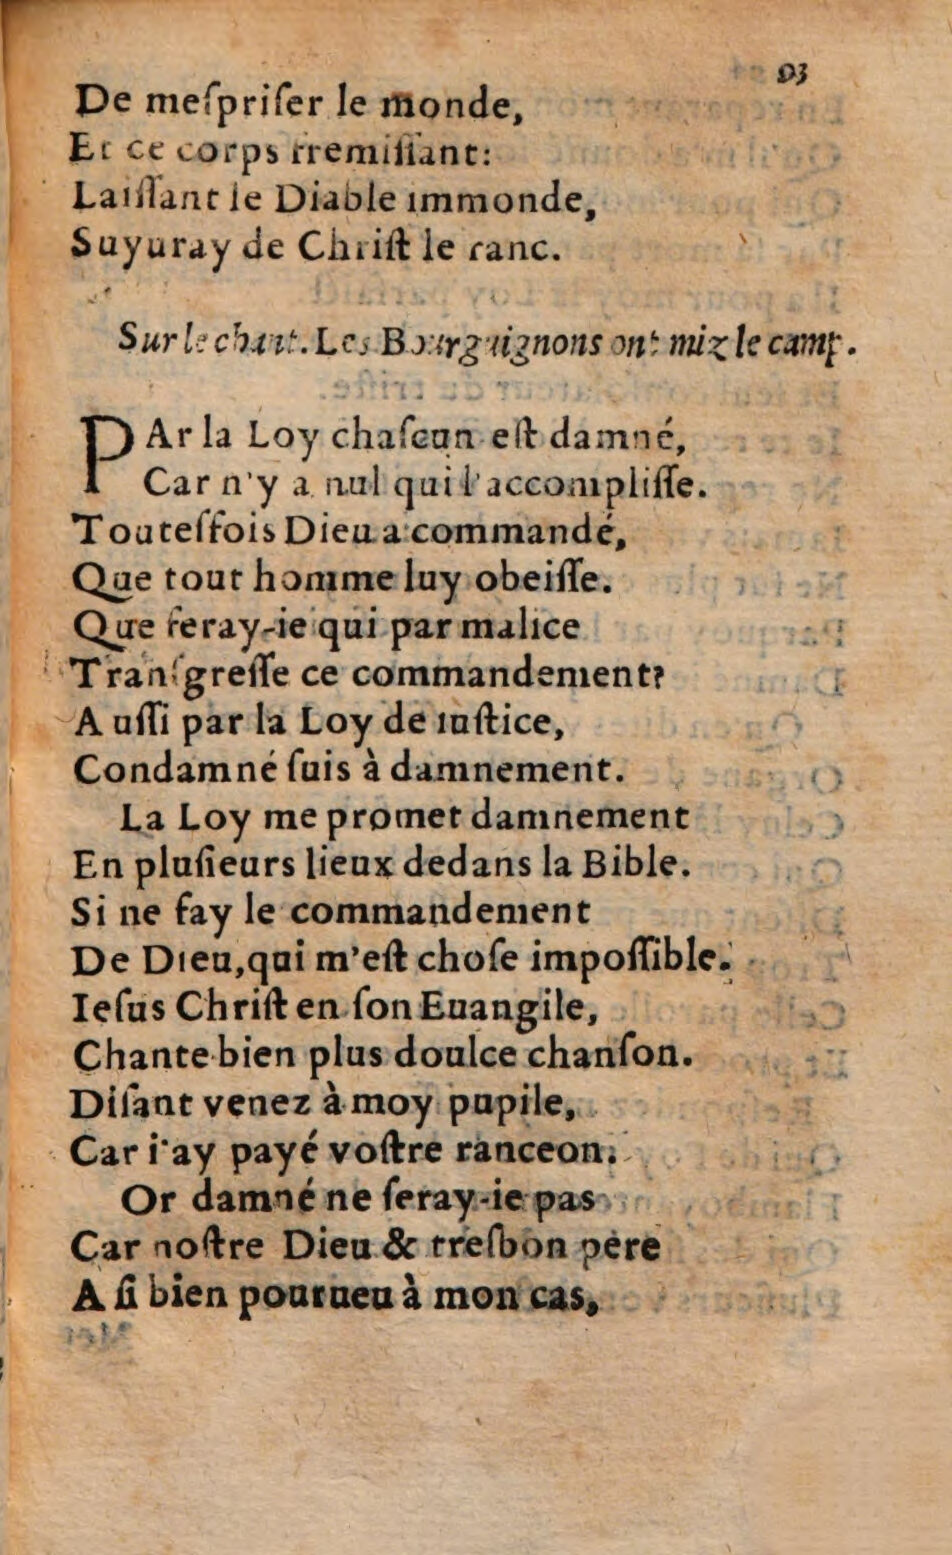 93
De meſpriſer le monde,
Et ce corps fremiſſant:
Laiſſant le Diable immonde,
Suyuray de Chriſt le ranc.
Sur le chant. Les Bourguignons ont miz le camp.
PAr la Loy chaſcun eſt damné,
Car n'y a nul qui l'accompliſſe.
Touteſfois Dieu a commandé,
Que tout homme luy obeiſſe.
Que feray-ie qui par malice
Tranſgreſſe ce commandement?
Auſſi par la Loy de iuſtice,
Condamné ſuis à damnement.
La Loy me promet damnement
En pluſieurs lieux dedans la Bible.
Si ne fay le commandement
De Dieu, qui m'eſt choſe impoſſible.
Ieſus Chriſt en ſon Euangile,
Chante bien plus doulce chanſon.
Diſant venez à moy pupile,
Car i'ay payé voſtre ranceon.
Or damné ne ſeray-ie pas
Car noſtre Dieu & treſbon pere
A ſi bien pourueu à mon cas,